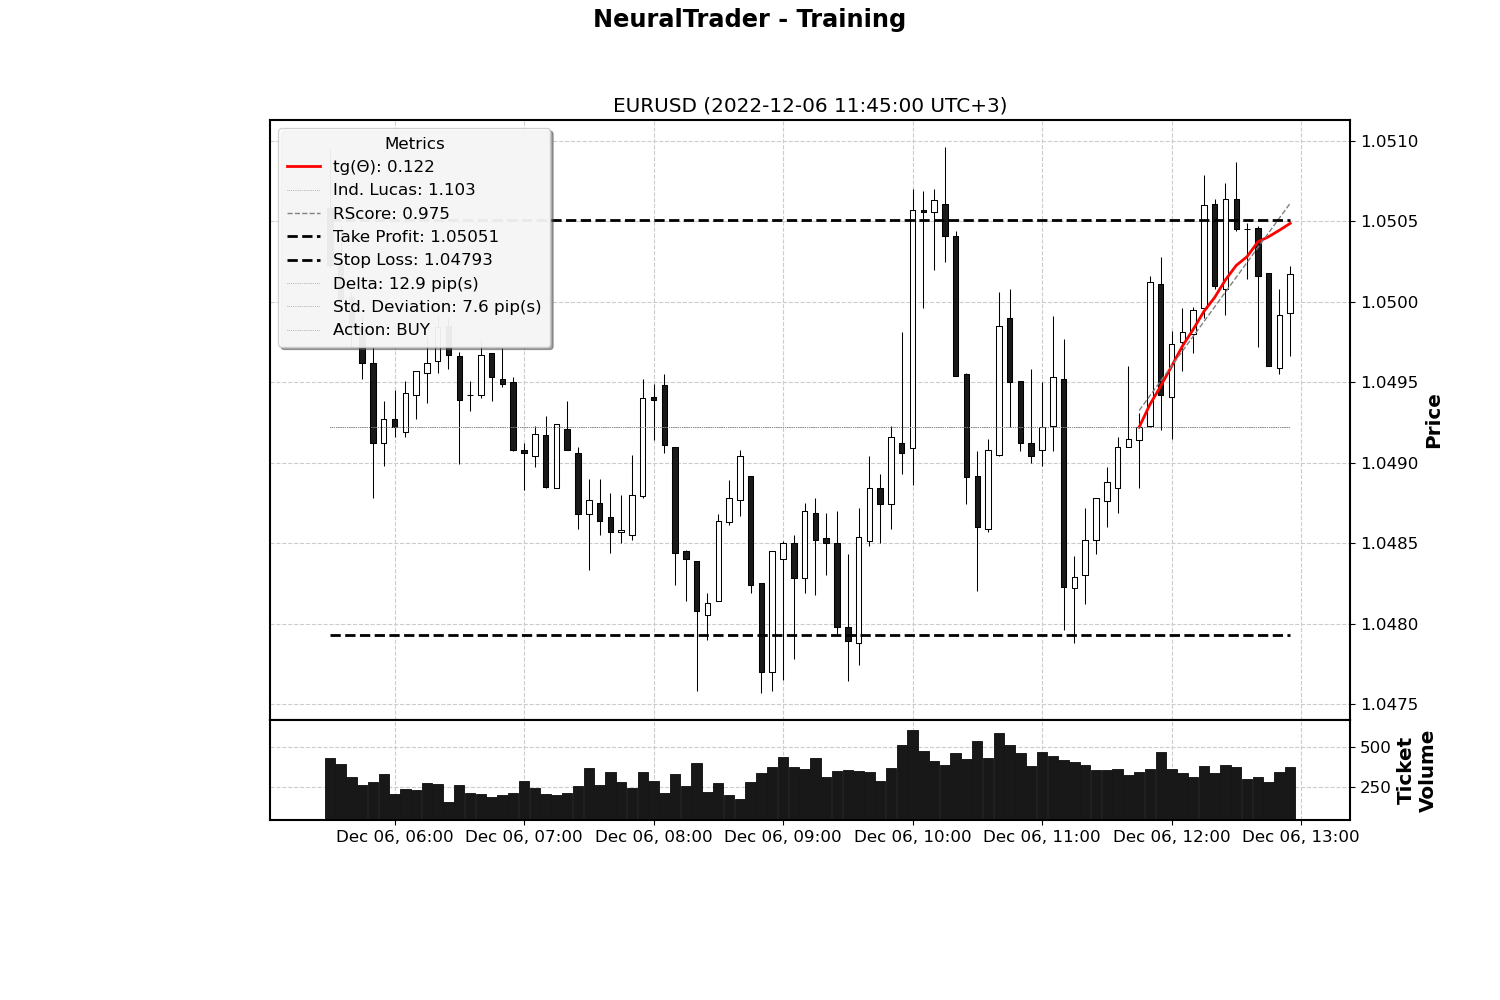 NeuralTrader - Training
EURUSD (2022-12-06 11:45:00 UTC+3)
Metrics
tg(Θ): 0.122
Ind. Lucas: 1.103
RScore: 0.975
Take Profit: 1.05051
Stop Loss: 1.04793
Delta: 12.9 pip(s)
Std. Deviation: 7.6 pip(s)
Action: BUY
1.0510
1.0505
1.0500
1.0495
1.0490
1.0485
1.0480
1.0475
Price
500
250
Ticket
Volume
Dec 06, 06:00 Dec 06, 07:00 Dec 06, 08:00 Dec 06, 09:00 Dec 06, 10:00 Dec 06, 11:00 Dec 06, 12:00 Dec 06, 13:00